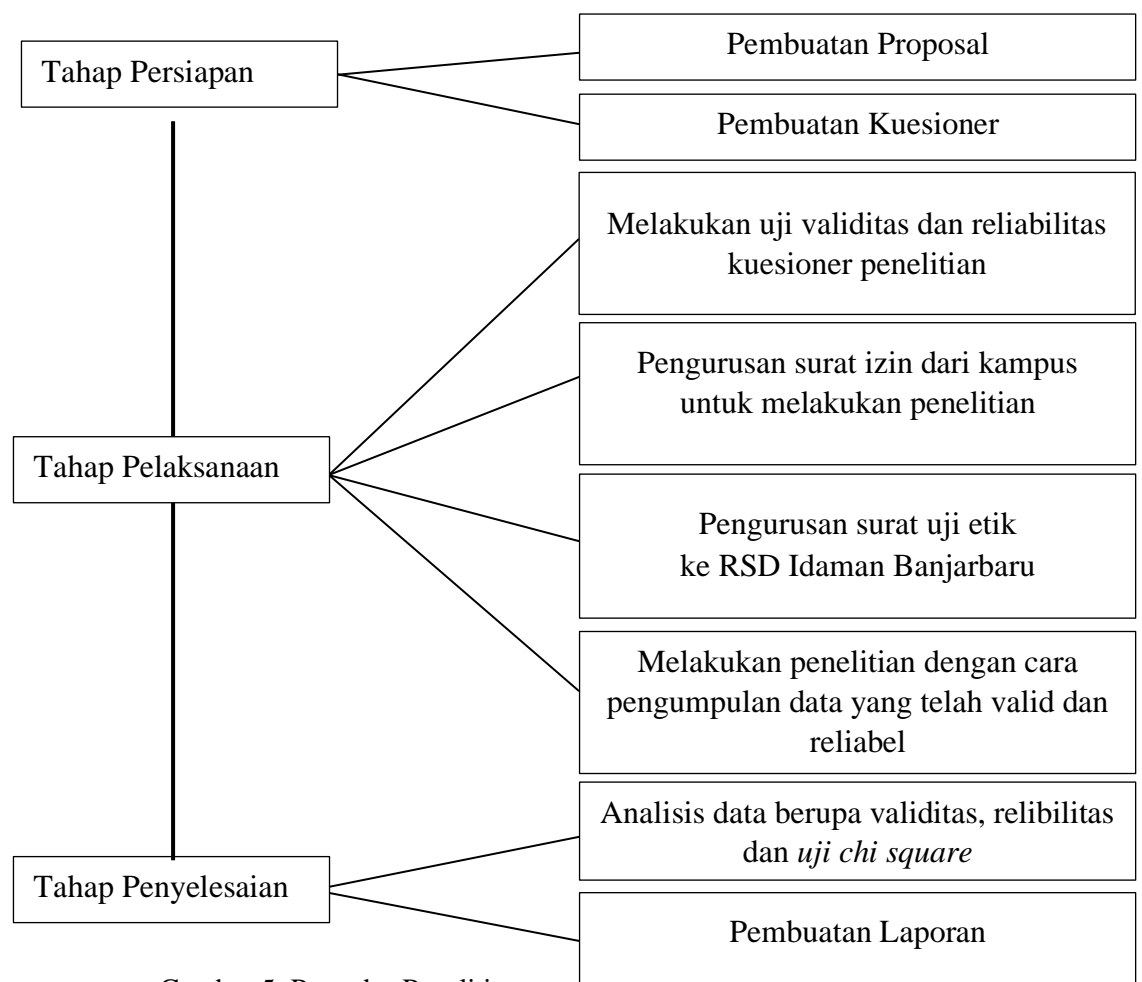 Tahap Persiapan
Pembuatan Proposal
Pembuatan Kuesioner
Melakukan uji validitas dan reliabilitas
kuesioner penelitian
Pengurusan surat izin dari kampus
untuk melakukan penelitian
Tahap Pelaksanaan
Pengurusan surat uji etik
ke RSD Idaman Banjarbaru
Melakukan penelitian dengan cara
pengumpulan data yang telah valid dan
reliabel
Analisis data berupa validitas, relibilitas
dan uji chi square
Tahap Penyelesaian
Pembuatan Laporan